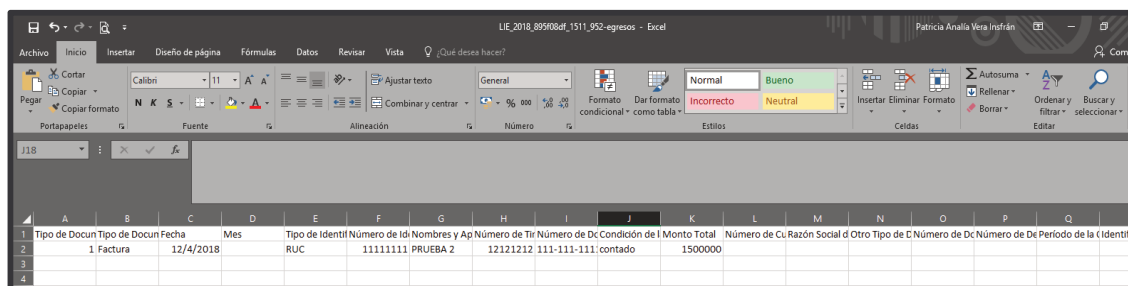 LIE_2018_895f08df_1511_952-egresos - Excel
Patricia Analía Vera Insfrán
Archivo Inicio Insertar Diseño de página Fórmulas Datos Revisar Vista ¿Qué desea hacer? Com
Pegar
Cortar
Copiar
Copiar formato
Portapapeles
Calibri 11
N K S
Fuente
Ajustar texto
Combinar y centrar
Alineación
General
% 000
Número
Formato condicional
Dar formato como tabla
Normal Bueno
Incorrecto Neutral
Estilos
Insertar Eliminar Formato
Celdas
Autosuma
Rellenar
Borrar
Ordenar y filtrar
Buscar y seleccionar
Editar
J18 fx
A B C D E F G H I J K L M N O P Q
1 Tipo de Docun Tipo de Docun Fecha Mes Tipo de Identif Número de Ide Nombres y Ap Número de Tin Número de Do Condición de l Monto Total Número de Cu Razón Social d Otro Tipo de D Número de Do Número de De Período de la ( Identif
2 1 Factura 12/4/2018 RUC 11111111 PRUEBA 2 12121212 111-111-111 contado 1500000
3
4